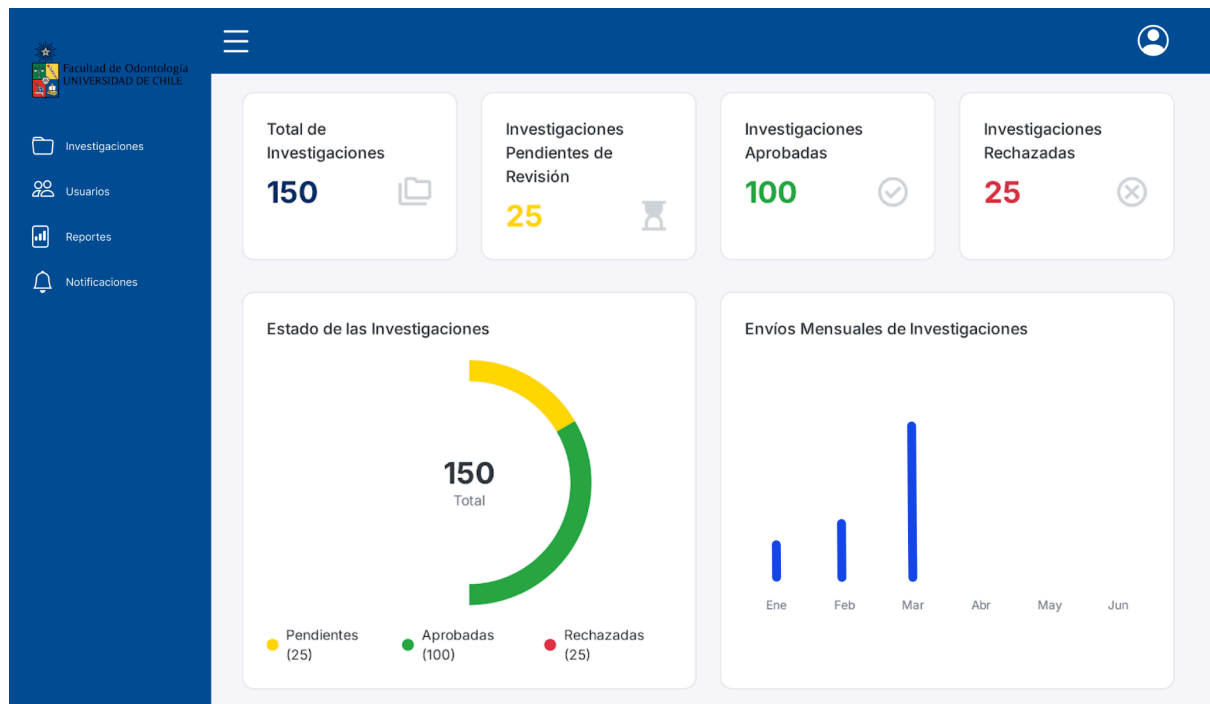 Facultad de Odontología
UNIVERSIDAD DE CHILE
Investigaciones
Usuarios
Reportes
Notificaciones
Total de
Investigaciones
150
Investigaciones
Pendientes de
Revisión
25
Investigaciones
Aprobadas
100
Investigaciones
Rechazadas
25
Estado de las Investigaciones
150
Total
Pendientes
(25)
Aprobadas
(100)
Rechazadas
(25)
Envíos Mensuales de Investigaciones
Ene Feb Mar Abr May Jun